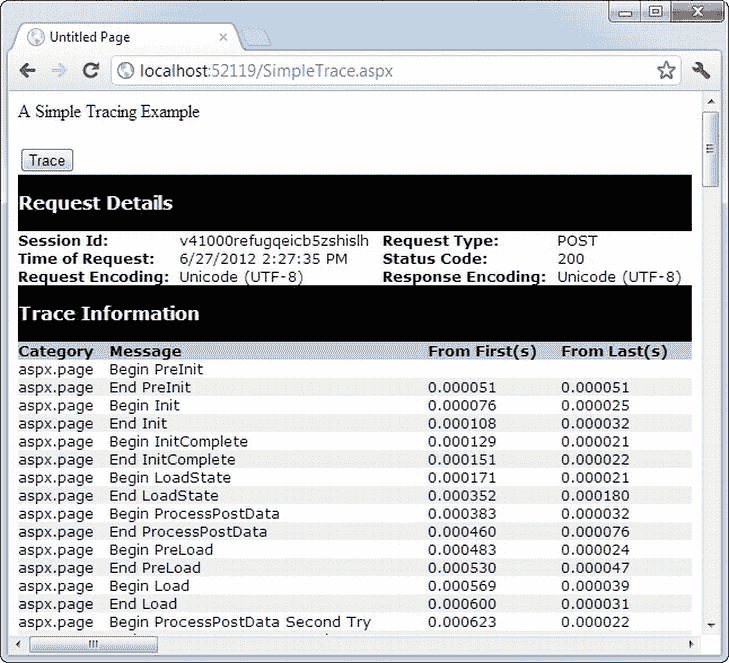 Untitled Page
localhost:52119/SimpleTrace.aspx
A Simple Tracing Example
Trace
Request Details
Session Id: v41000refugqeicb5zshislh Request Type: POST
Time of Request: 6/27/2012 2:27:35 PM Status Code: 200
Request Encoding: Unicode (UTF-8) Response Encoding: Unicode (UTF-8)
Trace Information
Category Message From First(s) From Last(s)
aspx.page Begin PreInit
aspx.page End PreInit 0.000051 0.000051
aspx.page Begin Init 0.000076 0.000025
aspx.page End Init 0.000108 0.000032
aspx.page Begin InitComplete 0.000129 0.000021
aspx.page End InitComplete 0.000151 0.000022
aspx.page Begin LoadState 0.000171 0.000021
aspx.page End LoadState 0.000352 0.000180
aspx.page Begin ProcessPostData 0.000383 0.000032
aspx.page End ProcessPostData 0.000460 0.000076
aspx.page Begin PreLoad 0.000483 0.000024
aspx.page End PreLoad 0.000530 0.000047
aspx.page Begin Load 0.000569 0.000039
aspx.page End Load 0.000600 0.000031
aspx.page Begin ProcessPostData Second Try 0.000623 0.000022